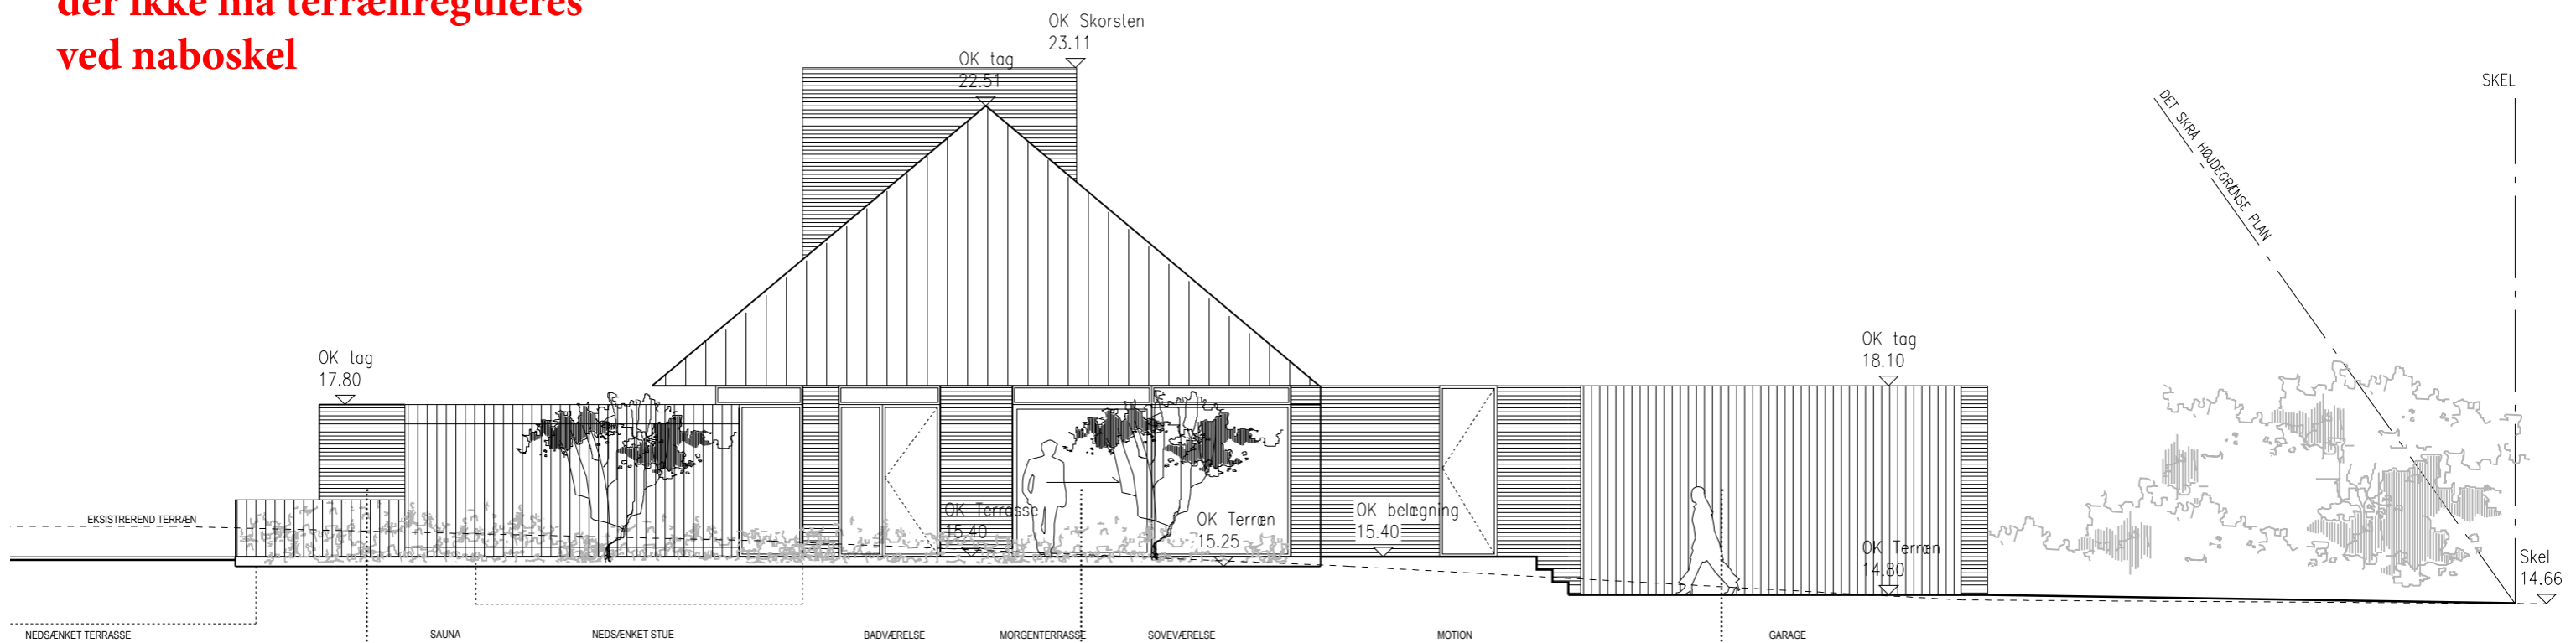 der ikke må terrænreguleres
ved naboskel
OK Skorsten
23.11
OK tag
22.51
SKEL
DET SKRÅ HØJDEGRÆNSE PLAN
OK tag
17.80
OK tag
18.10
EKSISTREREND TERRÆN
OK Terrasse
15.40
OK Terræn
15.25
OK belægning
15.40
OK Terræn
14.80
Skel
14.66
NEDSÆNKET TERRASSE
SAUNA
NEDSÆNKET STUE
BADVÆRELSE
MORGENTERRASSE
SOVEVÆRELSE
MOTION
GARAGE